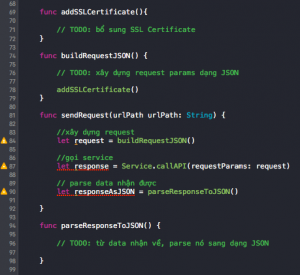 68
69 func addSSLCertificate(){
70
71 // TODO: bổ sung SSL Certificate
72 }
73
74 func buildRequestJSON() {
75
76 // TODO: xây dựng request params dạng JSON
77
78 addSSLCertificate()
79 }
80
81 func sendRequest(urlPath urlPath: String) {
82
83 //xây dựng request
84 let request = buildRequestJSON()
85
86 //gọi service
87 let response = Service.callAPI(requestParams: request)
88
89 // parse data nhận được
90 let responseAsJSON = parseResponseToJSON()
91
92 }
93
94 func parseResponseToJSON() {
95
96 // TODO: từ data nhận về, parse nó sang dạng JSON
97
98 }
99